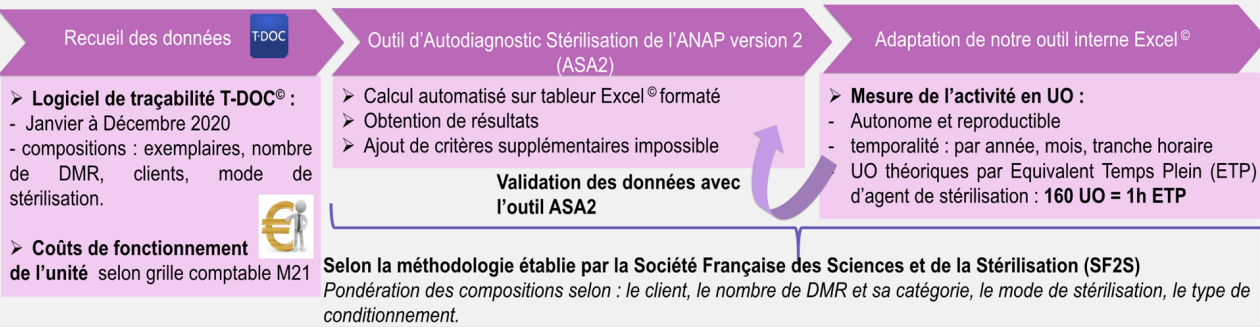 Recueil des données
T-DOC
➢ Logiciel de traçabilité T-DOC© :
- Janvier à Décembre 2020
- compositions : exemplaires, nombre
de DMR, clients, mode de
stérilisation.
➢ Coûts de fonctionnement
de l'unité selon grille comptable M21
Outil d'Autodiagnostic Stérilisation de l'ANAP version 2
(ASA2)
➢ Calcul automatisé sur tableur Excel © formaté
➢ Obtention de résultats
➢ Ajout de critères supplémentaires impossible
Validation des données avec
l'outil ASA2
Adaptation de notre outil interne Excel ©
➢ Mesure de l'activité en UO :
- Autonome et reproductible
- temporalité : par année, mois, tranche horaire
- UO théoriques par Equivalent Temps Plein (ETP)
d'agent de stérilisation : 160 UO = 1h ETP
Selon la méthodologie établie par la Société Française des Sciences et de la Stérilisation (SF2S)
Pondération des compositions selon : le client, le nombre de DMR et sa catégorie, le mode de stérilisation, le type de
conditionnement.